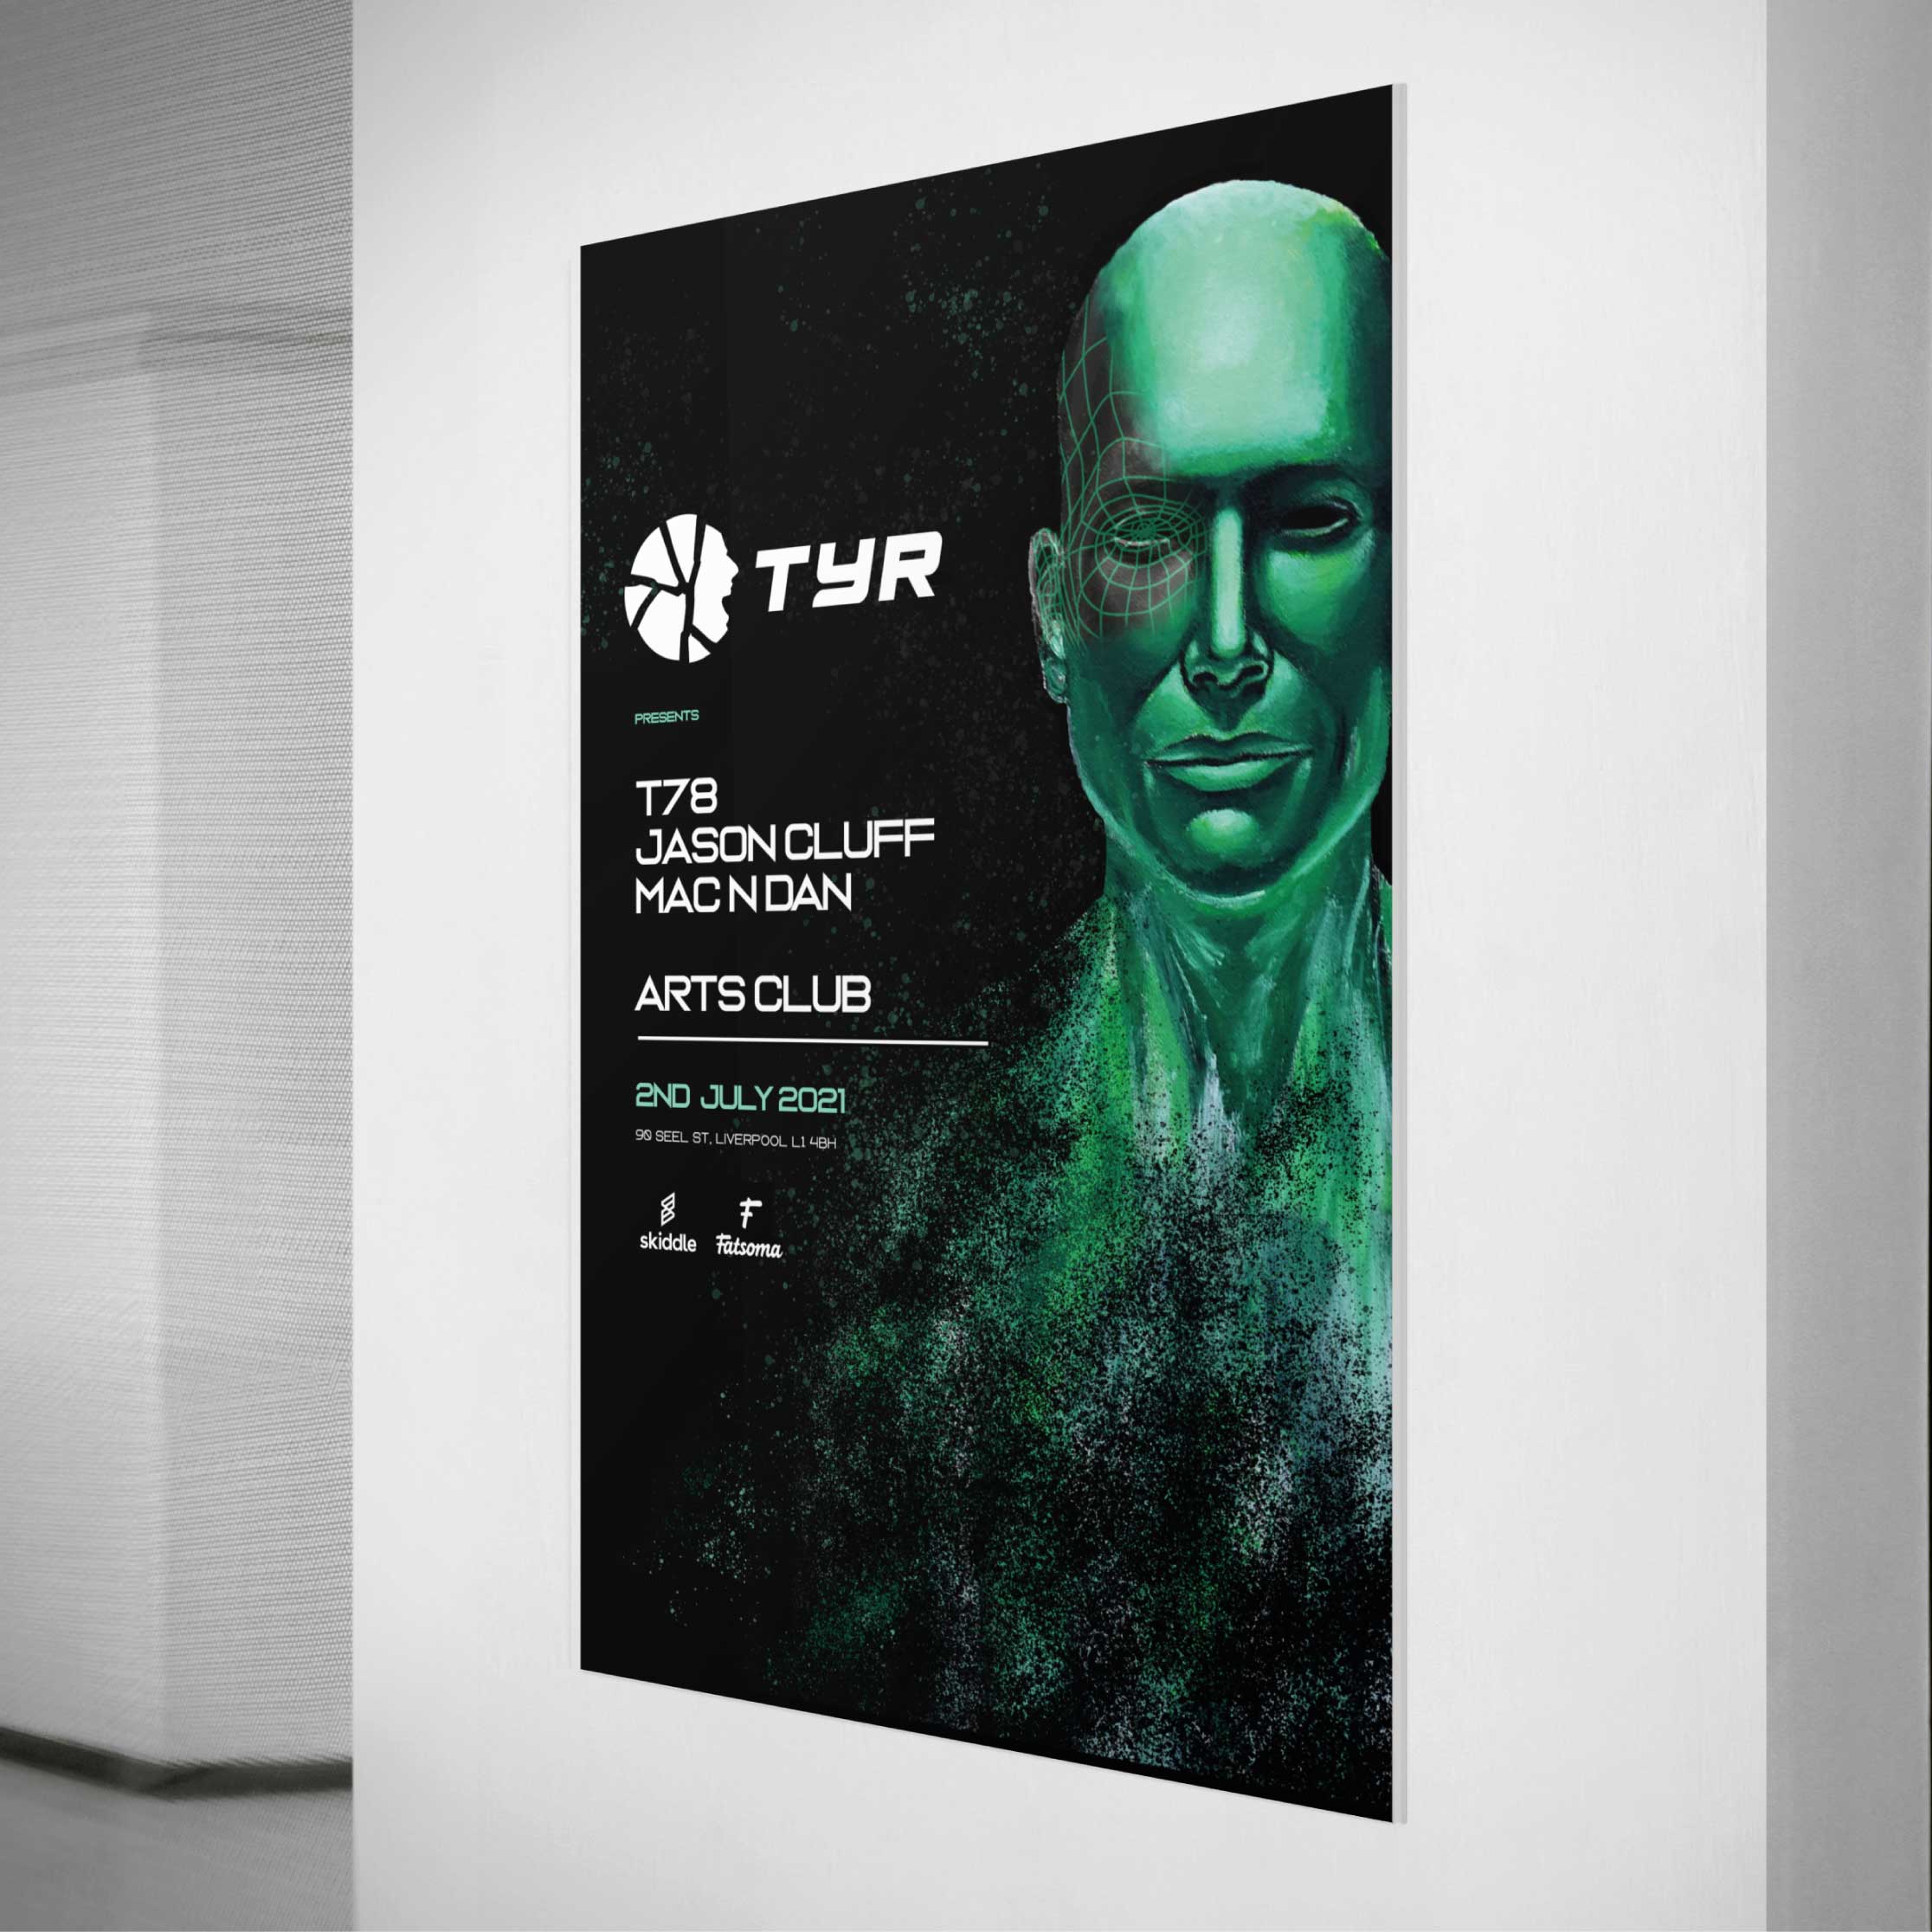 TYR
PRESENTS
T78
JASON CLUFF
MAC N DAN
ARTS CLUB
2ND JULY 2021
90 SEEL ST, LIVERPOOL L1 4BH
skiddle
Fatsoma